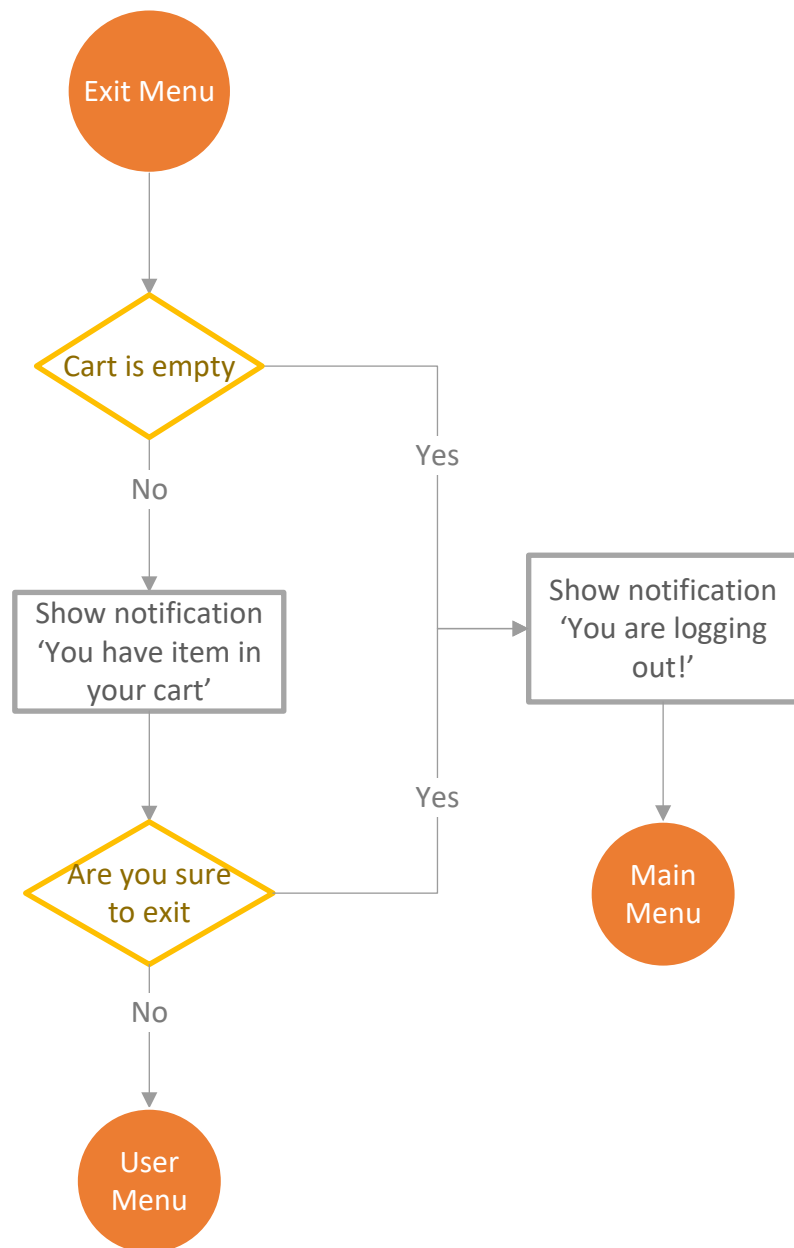 Exit Menu
Cart is empty
Yes
No
Show notification
‘You have item in
your cart’
Show notification
‘You are logging
out!’
Yes
Are you sure
to exit
Main
Menu
No
User
Menu